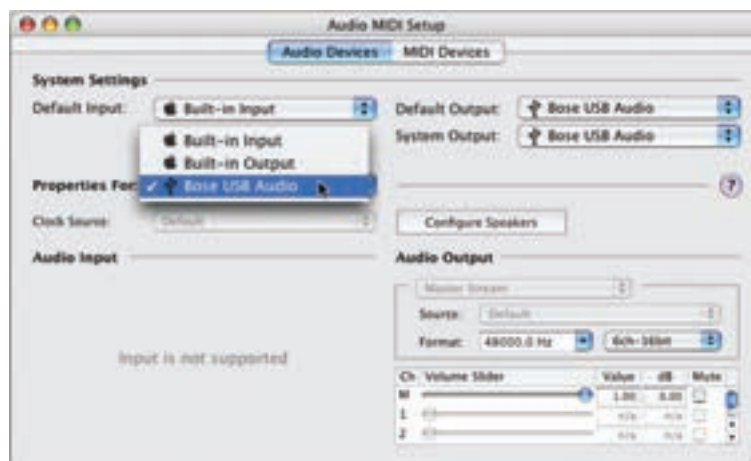 Audio MIDI Setup
Audio Devices MIDI Devices
System Settings
Default Input: Built-in Input
Default Output: Bose USB Audio
System Output: Bose USB Audio
Built-in Input
Built-in Output
Properties For: ✓ Bose USB Audio
?
Clock Source: Default
Configure Speakers
Audio Input
Audio Output
Master Stream
Source: Default
Format: 48000.0 Hz 6ch-16bit
Input is not supported
Ch Volume Slider Value dB Mute
M 1.00 0.00
1 n/a n/a
2 n/a n/a